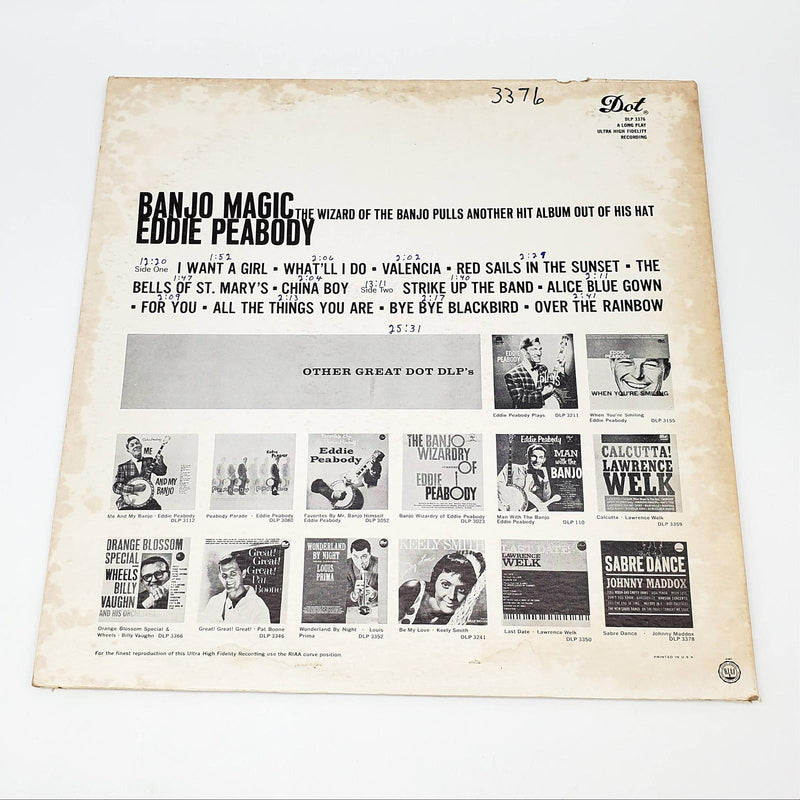 3376
Dot®
DLP 3376
A LONG PLAY
ULTRA HIGH FIDELITY
RECORDING
BANJO MAGIC THE WIZARD OF THE BANJO PULLS ANOTHER HIT ALBUM OUT OF HIS HAT
EDDIE PEABODY
12:20 1:52 2:06 2:02 2:29
Side One I WANT A GIRL • WHAT'LL I DO • VALENCIA • RED SAILS IN THE SUNSET • THE
1:47 2:04 13:11 1:40 2:11
BELLS OF ST. MARY'S • CHINA BOY • Side Two STRIKE UP THE BAND • ALICE BLUE GOWN
2:09 2:13 2:17 2:41
• FOR YOU • ALL THE THINGS YOU ARE • BYE BYE BLACKBIRD • OVER THE RAINBOW
25:31
OTHER GREAT DOT DLP's
EDDIE PEABODY
Plays
EDDIE PEABODY
WHEN YOU'RE SMILING
Eddie Peabody Plays DLP 3211
When You're Smiling
Eddie Peabody DLP 3155
ME
AND MY
BANJO
Eddie
Peabody
THE BANJO
WIZARDRY
OF
EDDIE
PEABODY
Eddie Peabody
MAN
with the
BANJO
CALCUTTA!
LAWRENCE
WELK
Me And My Banjo · Eddie Peabody
DLP 3112
Peabody Parade · Eddie Peabody
DLP 3080
Favorites By Mr. Banjo Himself
Eddie Peabody DLP 3052
Banjo Wizardry of Eddie Peabody
DLP 3023
Man With The Banjo
Eddie Peabody DLP 110
Calcutta · Lawrence Welk
DLP 3359
ORANGE BLOSSOM
SPECIAL
and
WHEELS
BILLY
VAUGHN
Great!
Great!
Great!
Pat
Boone
WONDERLAND
BY NIGHT
LOUIS
PRIMA
KEELY SMITH
LAST DATE
LAWRENCE
WELK
SABRE DANCE
JOHNNY MADDOX
Orange Blossom Special &
Wheels · Billy Vaughn DLP 3366
Great! Great! Great! · Pat Boone
DLP 3346
Wonderland By Night · Louis
Prima DLP 3352
Be My Love · Keely Smith
DLP 3241
Last Date · Lawrence Welk
DLP 3350
Sabre Dance · Johnny Maddox
DLP 3378
For the finest reproduction of this Ultra High Fidelity Recording use the RIAA curve position.
PRINTED IN U.S.A.
RIAA